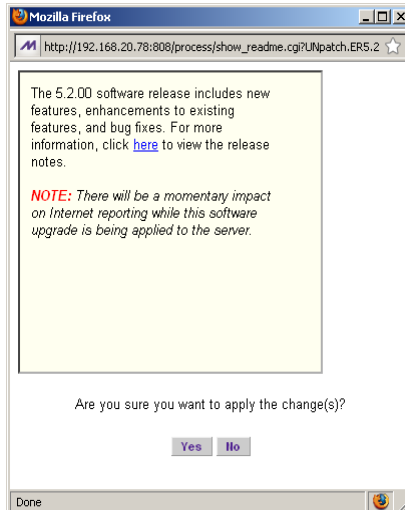 Mozilla Firefox
http://192.168.20.78:808/process/show_readme.cgi?UNpatch.ER5.2
The 5.2.00 software release includes new
features, enhancements to existing
features, and bug fixes. For more
information, click here to view the release
notes.
NOTE: There will be a momentary impact
on Internet reporting while this software
upgrade is being applied to the server.
Are you sure you want to apply the change(s)?
Yes No
Done